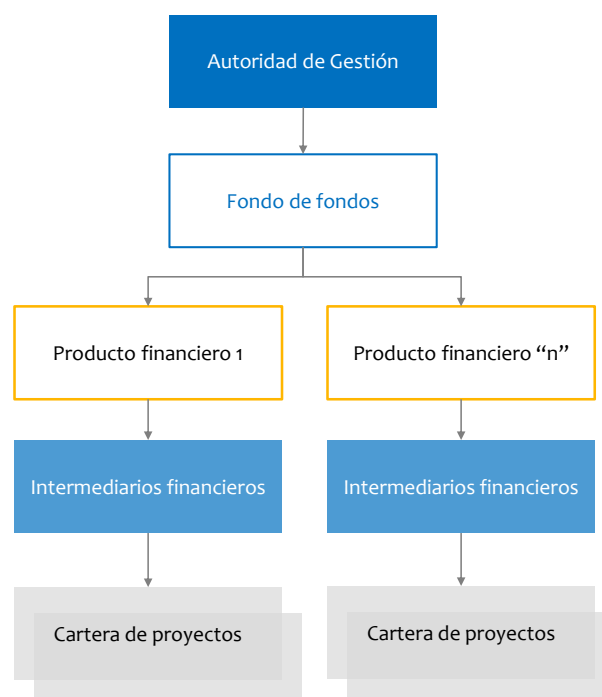 Autoridad de Gestión
Fondo de fondos
Producto financiero 1
Producto financiero “n”
Intermediarios financieros
Intermediarios financieros
Cartera de proyectos
Cartera de proyectos